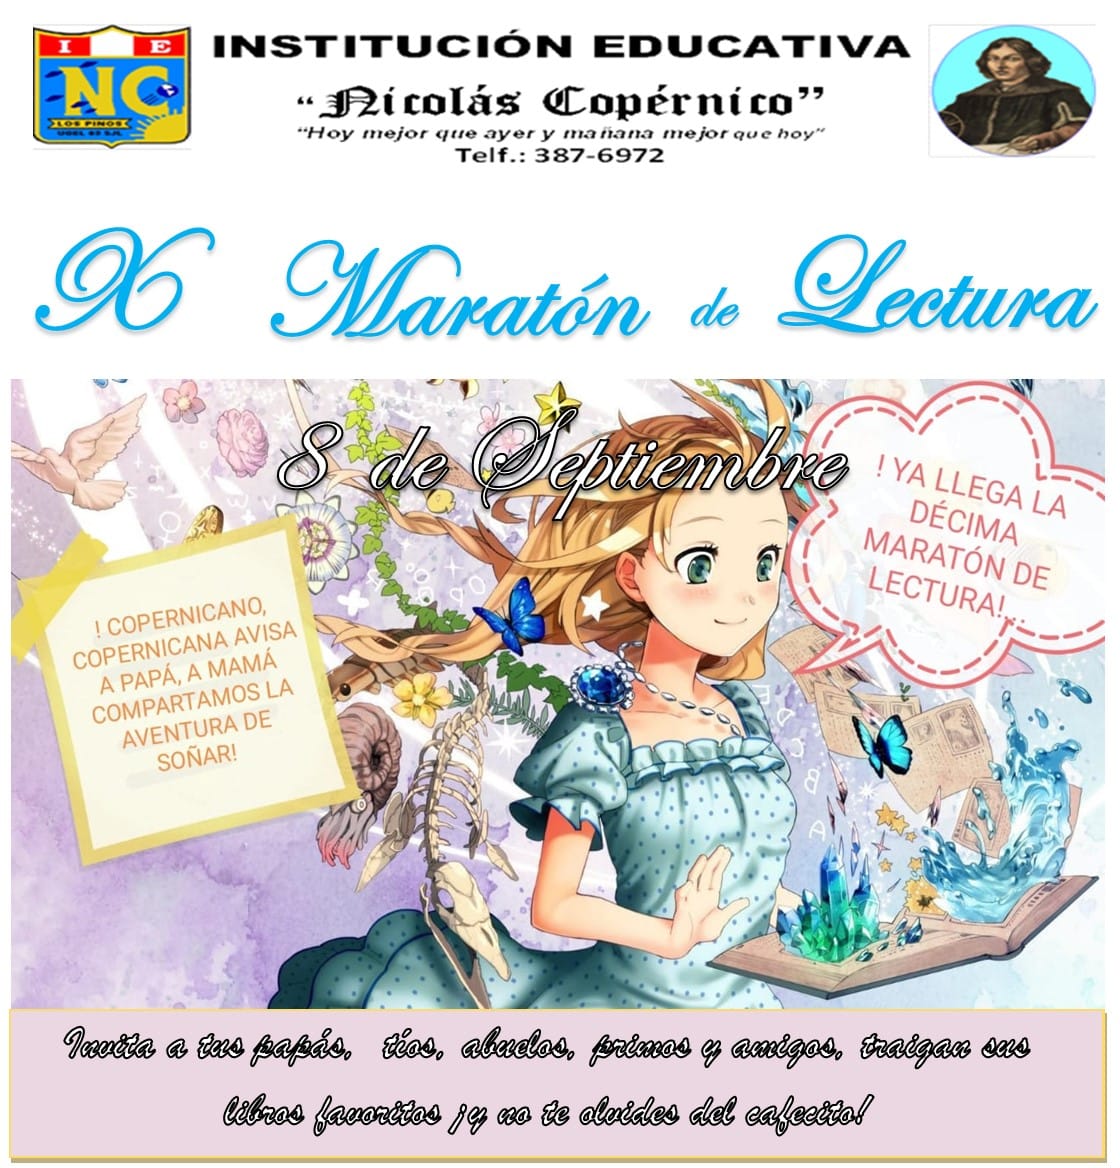 I E
INSTITUCIÓN EDUCATIVA
NC
LOS PINOS
UGEL 03 SJL
"Nicolás Copérnico"
"Hoy mejor que ayer y mañana mejor que hoy"
Telf.: 387-6972
X Maratón de Lectura
8 de Septiembre
! YA LLEGA LA
DÉCIMA
MARATÓN DE
LECTURA!...
! COPERNICANO,
COPERNICANA AVISA
A PAPÁ, A MAMÁ
COMPARTAMOS LA
AVENTURA DE
SOÑAR!
Invita a tus papás, tíos, abuelos, primos y amigos, traigan sus
libros favoritos ¡y no te olvides del cafecito!